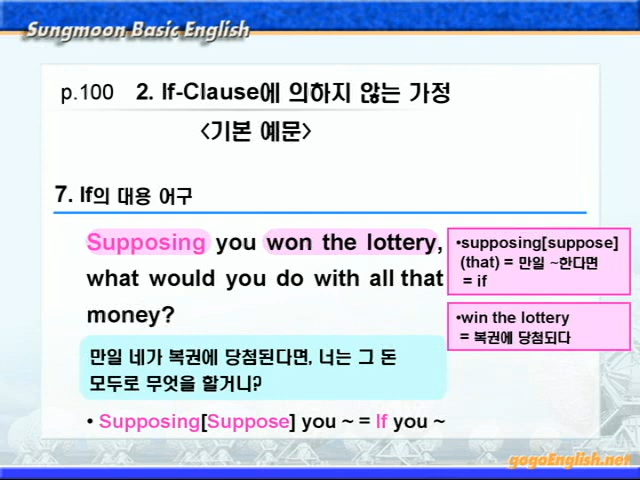 Sungmoon Basic English
p.100 2. If-Clause에 의하지 않는 가정
<기본 예문>
7. If의 대용 어구
Supposing you won the lottery,
what would you do with all that
money?
•supposing[suppose]
(that) = 만일 ~한다면
= if
•win the lottery
= 복권에 당첨되다
만일 네가 복권에 당첨된다면, 너는 그 돈
모두로 무엇을 할거니?
• Supposing[Suppose] you ~ = If you ~
gogoEnglish.net